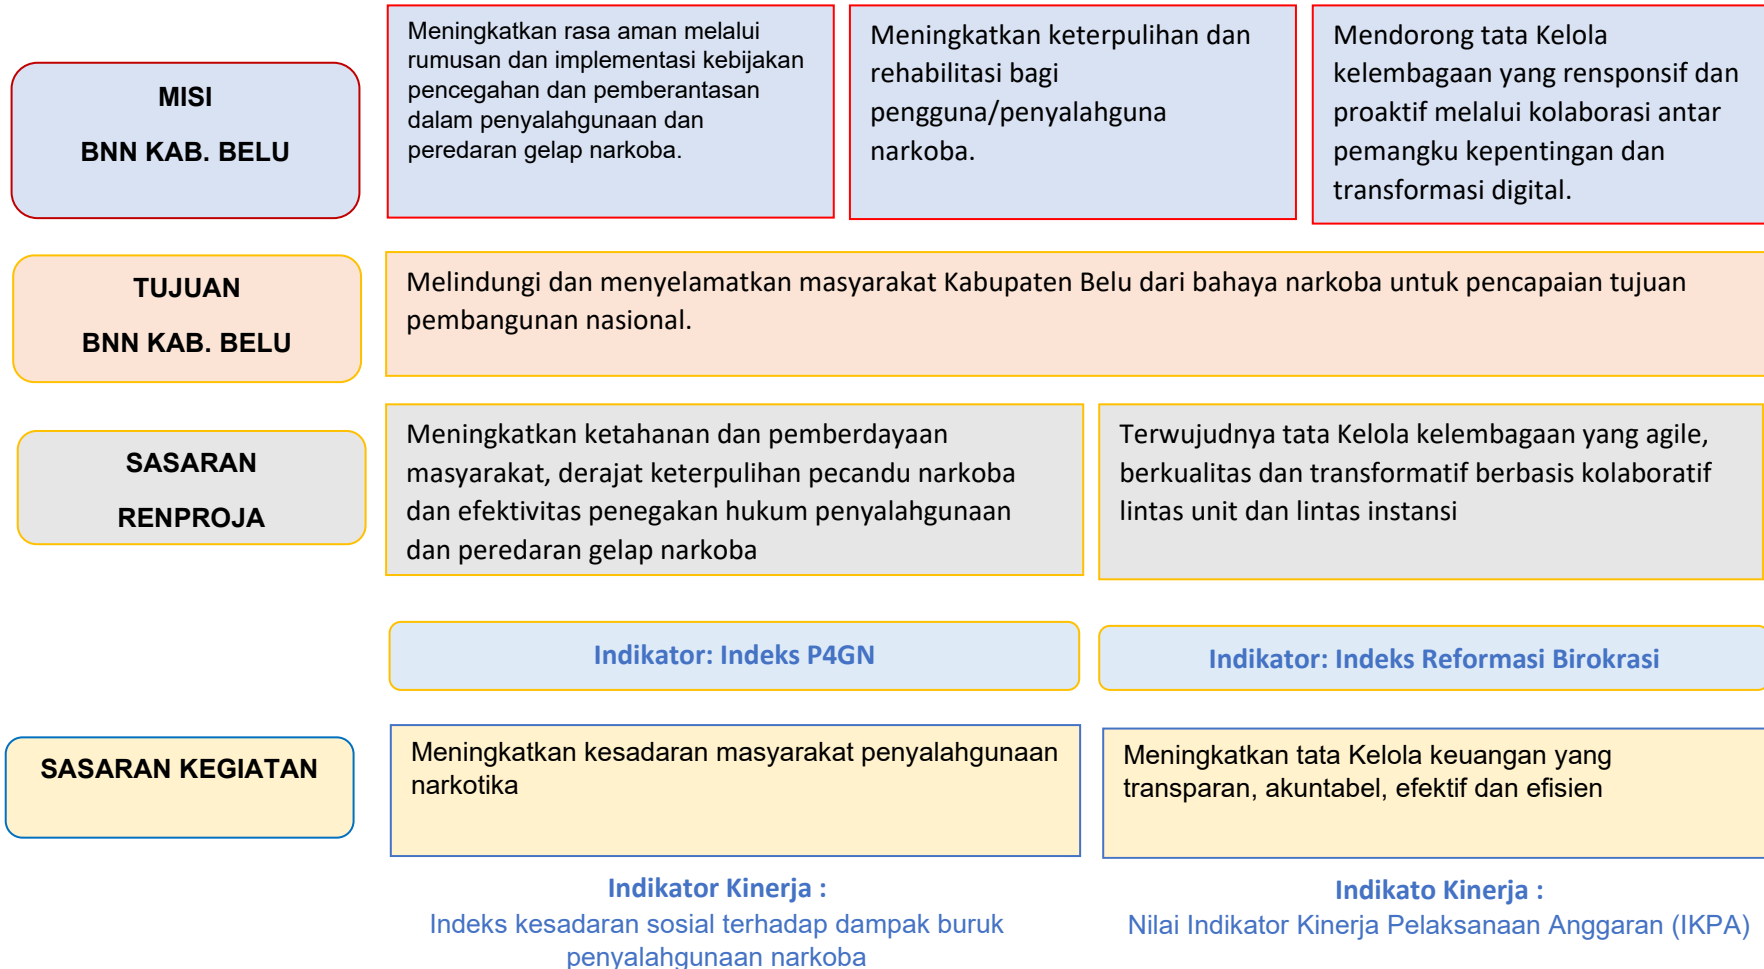 MISI
BNN KAB. BELU
Meningkatkan rasa aman melalui
rumusan dan implementasi kebijakan
pencegahan dan pemberantasan
dalam penyalahgunaan dan
peredaran gelap narkoba.
Meningkatkan keterpulihan dan
rehabilitasi bagi
pengguna/penyalahguna
narkoba.
Mendorong tata Kelola
kelembagaan yang rensponsif dan
proaktif melalui kolaborasi antar
pemangku kepentingan dan
transformasi digital.
TUJUAN
BNN KAB. BELU
Melindungi dan menyelamatkan masyarakat Kabupaten Belu dari bahaya narkoba untuk pencapaian tujuan
pembangunan nasional.
SASARAN
RENPROJA
Meningkatkan ketahanan dan pemberdayaan
masyarakat, derajat keterpulihan pecandu narkoba
dan efektivitas penegakan hukum penyalahgunaan
dan peredaran gelap narkoba
Terwujudnya tata Kelola kelembagaan yang agile,
berkualitas dan transformatif berbasis kolaboratif
lintas unit dan lintas instansi
Indikator: Indeks P4GN
Indikator: Indeks Reformasi Birokrasi
SASARAN KEGIATAN
Meningkatkan kesadaran masyarakat penyalahgunaan
narkotika
Meningkatkan tata Kelola keuangan yang
transparan, akuntabel, efektif dan efisien
Indikator Kinerja :
Indeks kesadaran sosial terhadap dampak buruk
penyalahgunaan narkoba
Indikato Kinerja :
Nilai Indikator Kinerja Pelaksanaan Anggaran (IKPA)